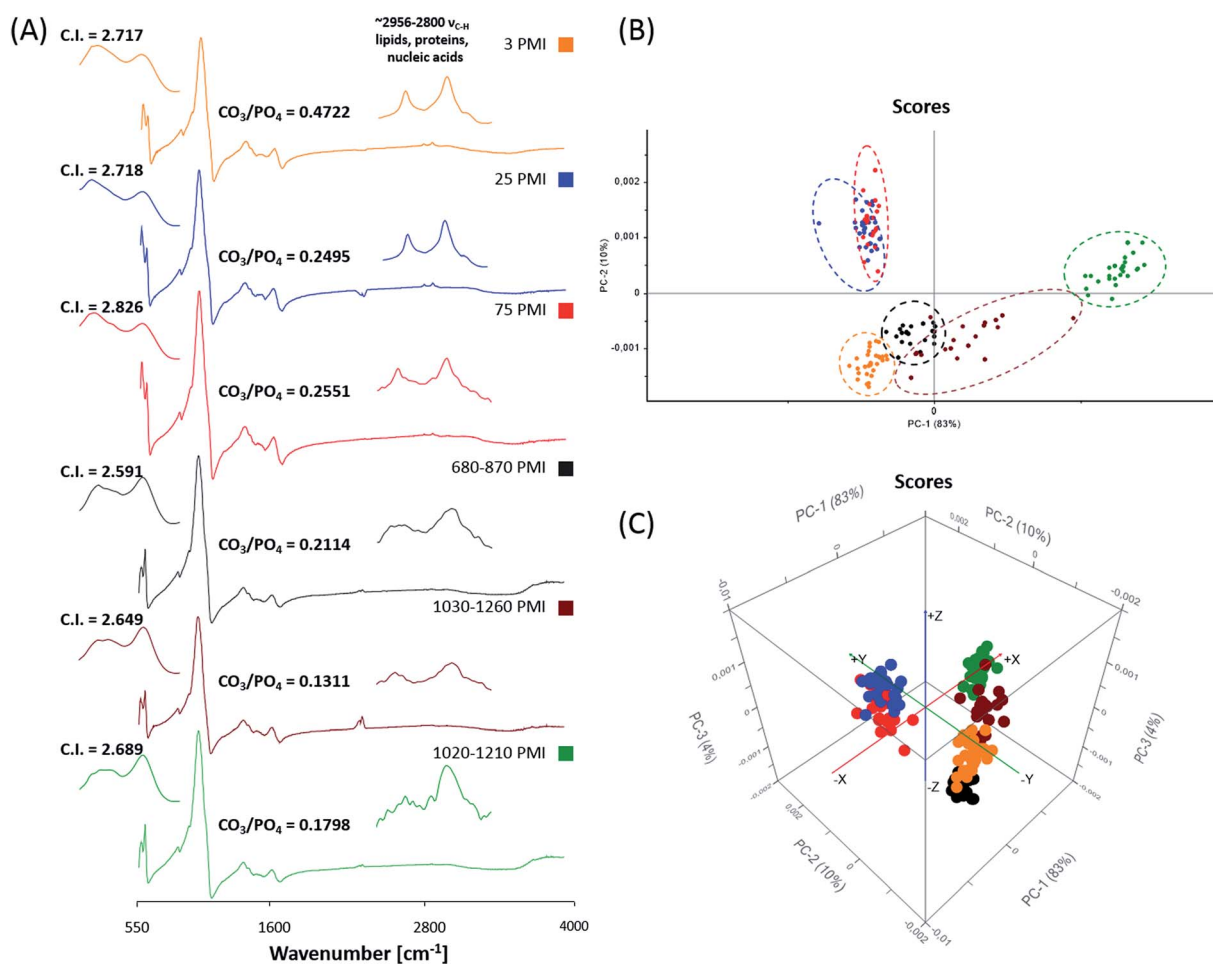 (A)
C.I. = 2.717
~2956-2800 νC-H
lipids, proteins,
nucleic acids
3 PMI
CO3/PO4 = 0.4722
C.I. = 2.718
25 PMI
CO3/PO4 = 0.2495
C.I. = 2.826
75 PMI
CO3/PO4 = 0.2551
C.I. = 2.591
680-870 PMI
CO3/PO4 = 0.2114
C.I. = 2.649
1030-1260 PMI
CO3/PO4 = 0.1311
C.I. = 2.689
1020-1210 PMI
CO3/PO4 = 0.1798
550 1600 2800 4000
Wavenumber [cm-1]
(B)
Scores
0,002
0,001
0
-0,001
PC-2 (10%)
0
PC-1 (83%)
(C)
Scores
PC-1 (83%)
0
-0.01
0.002
PC-2 (10%)
0
-0.002
0.001
0
-0.001
-0.002
PC-3 (4%)
+Z
+Y
+X
-X
-Y
-Z
0.001
0
-0.001
-0.002
PC-3 (4%)
0.002
PC-2 (10%)
0
-0.002
-0.01
0
PC-1 (83%)